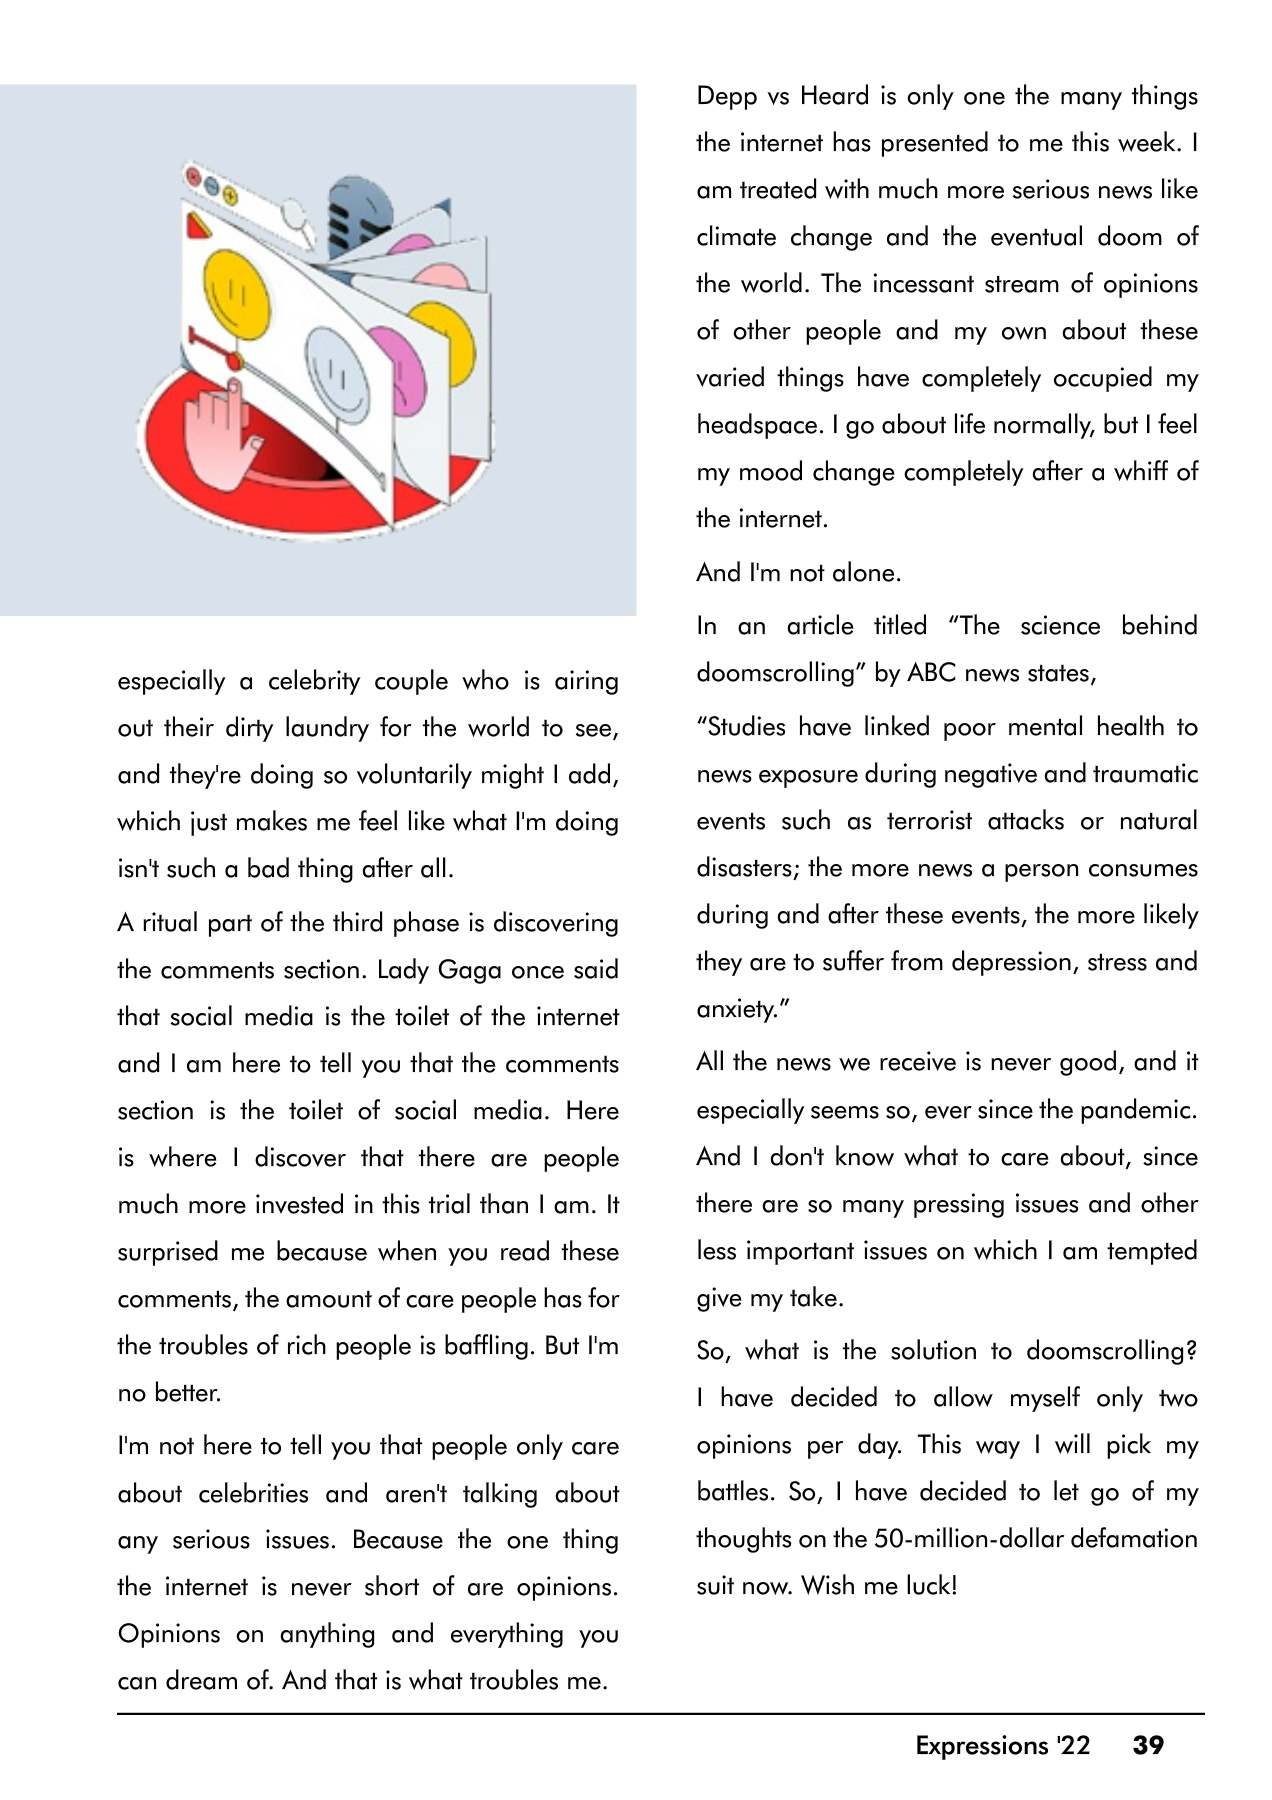 especially a celebrity couple who is airing
out their dirty laundry for the world to see,
and they're doing so voluntarily might I add,
which just makes me feel like what I'm doing
isn't such a bad thing after all.
A ritual part of the third phase is discovering
the comments section. Lady Gaga once said
that social media is the toilet of the internet
and I am here to tell you that the comments
section is the toilet of social media. Here
is where I discover that there are people
much more invested in this trial than I am. It
surprised me because when you read these
comments, the amount of care people has for
the troubles of rich people is baffling. But I'm
no better.
I'm not here to tell you that people only care
about celebrities and aren't talking about
any serious issues. Because the one thing
the internet is never short of are opinions.
Opinions on anything and everything you
can dream of. And that is what troubles me.
Depp vs Heard is only one the many things
the internet has presented to me this week. I
am treated with much more serious news like
climate change and the eventual doom of
the world. The incessant stream of opinions
of other people and my own about these
varied things have completely occupied my
headspace. I go about life normally, but I feel
my mood change completely after a whiff of
the internet.
And I'm not alone.
In an article titled “The science behind
doomscrolling” by ABC news states,
“Studies have linked poor mental health to
news exposure during negative and traumatic
events such as terrorist attacks or natural
disasters; the more news a person consumes
during and after these events, the more likely
they are to suffer from depression, stress and
anxiety.”
All the news we receive is never good, and it
especially seems so, ever since the pandemic.
And I don't know what to care about, since
there are so many pressing issues and other
less important issues on which I am tempted
give my take.
So, what is the solution to doomscrolling?
I have decided to allow myself only two
opinions per day. This way I will pick my
battles. So, I have decided to let go of my
thoughts on the 50-million-dollar defamation
suit now. Wish me luck!
Expressions '22 39